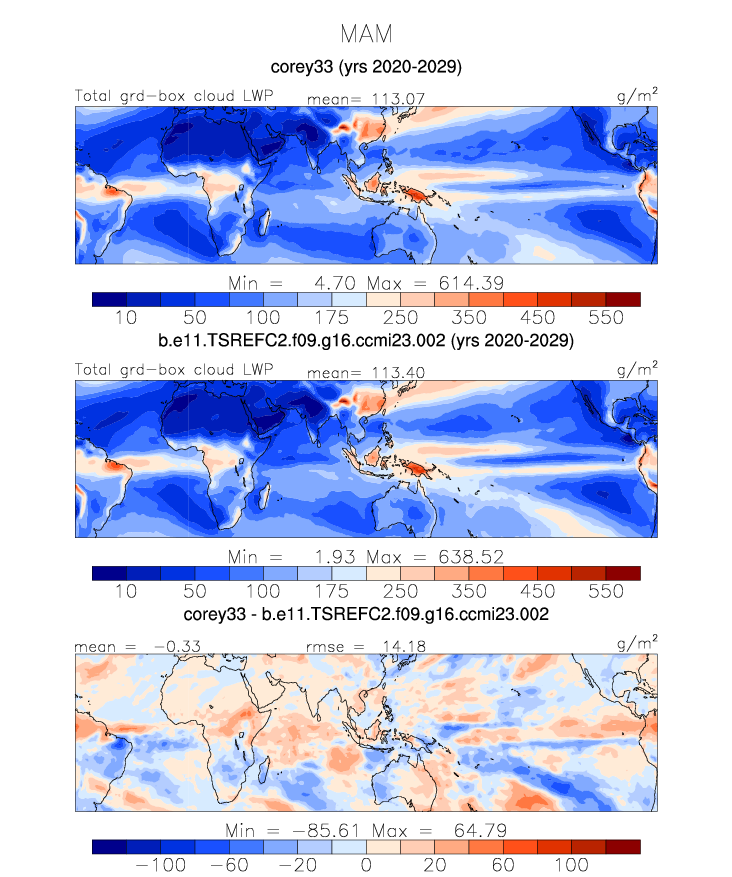 MAM
corey33 (yrs 2020-2029)
Total grd-box cloud LWP mean= 113.07 g/m²
Min = 4.70 Max = 614.39
10 50 100 175 250 350 450 550
b.e11.TSREFC2.f09.g16.ccmi23.002 (yrs 2020-2029)
Total grd-box cloud LWP mean= 113.40 g/m²
Min = 1.93 Max = 638.52
10 50 100 175 250 350 450 550
corey33 - b.e11.TSREFC2.f09.g16.ccmi23.002
mean = -0.33 rmse = 14.18 g/m²
Min = -85.61 Max = 64.79
-100 -60 -20 0 20 60 100